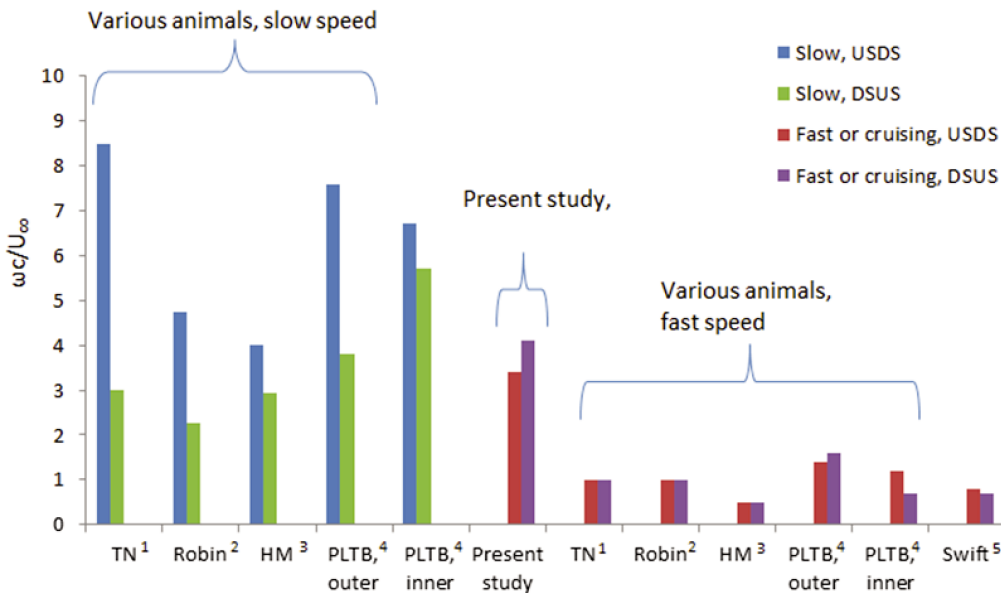 Various animals, slow speed
Slow, USDS
Slow, DSUS
Fast or cruising, USDS
Fast or cruising, DSUS
Present study,
Various animals,
fast speed
ωc/U∞
10
9
8
7
6
5
4
3
2
1
0
TN 1 Robin 2 HM 3 PLTB, 4 PLTB, 4 Present TN 1 Robin 2 HM 3 PLTB, 4 PLTB, 4 Swift 5
outer inner study outer inner